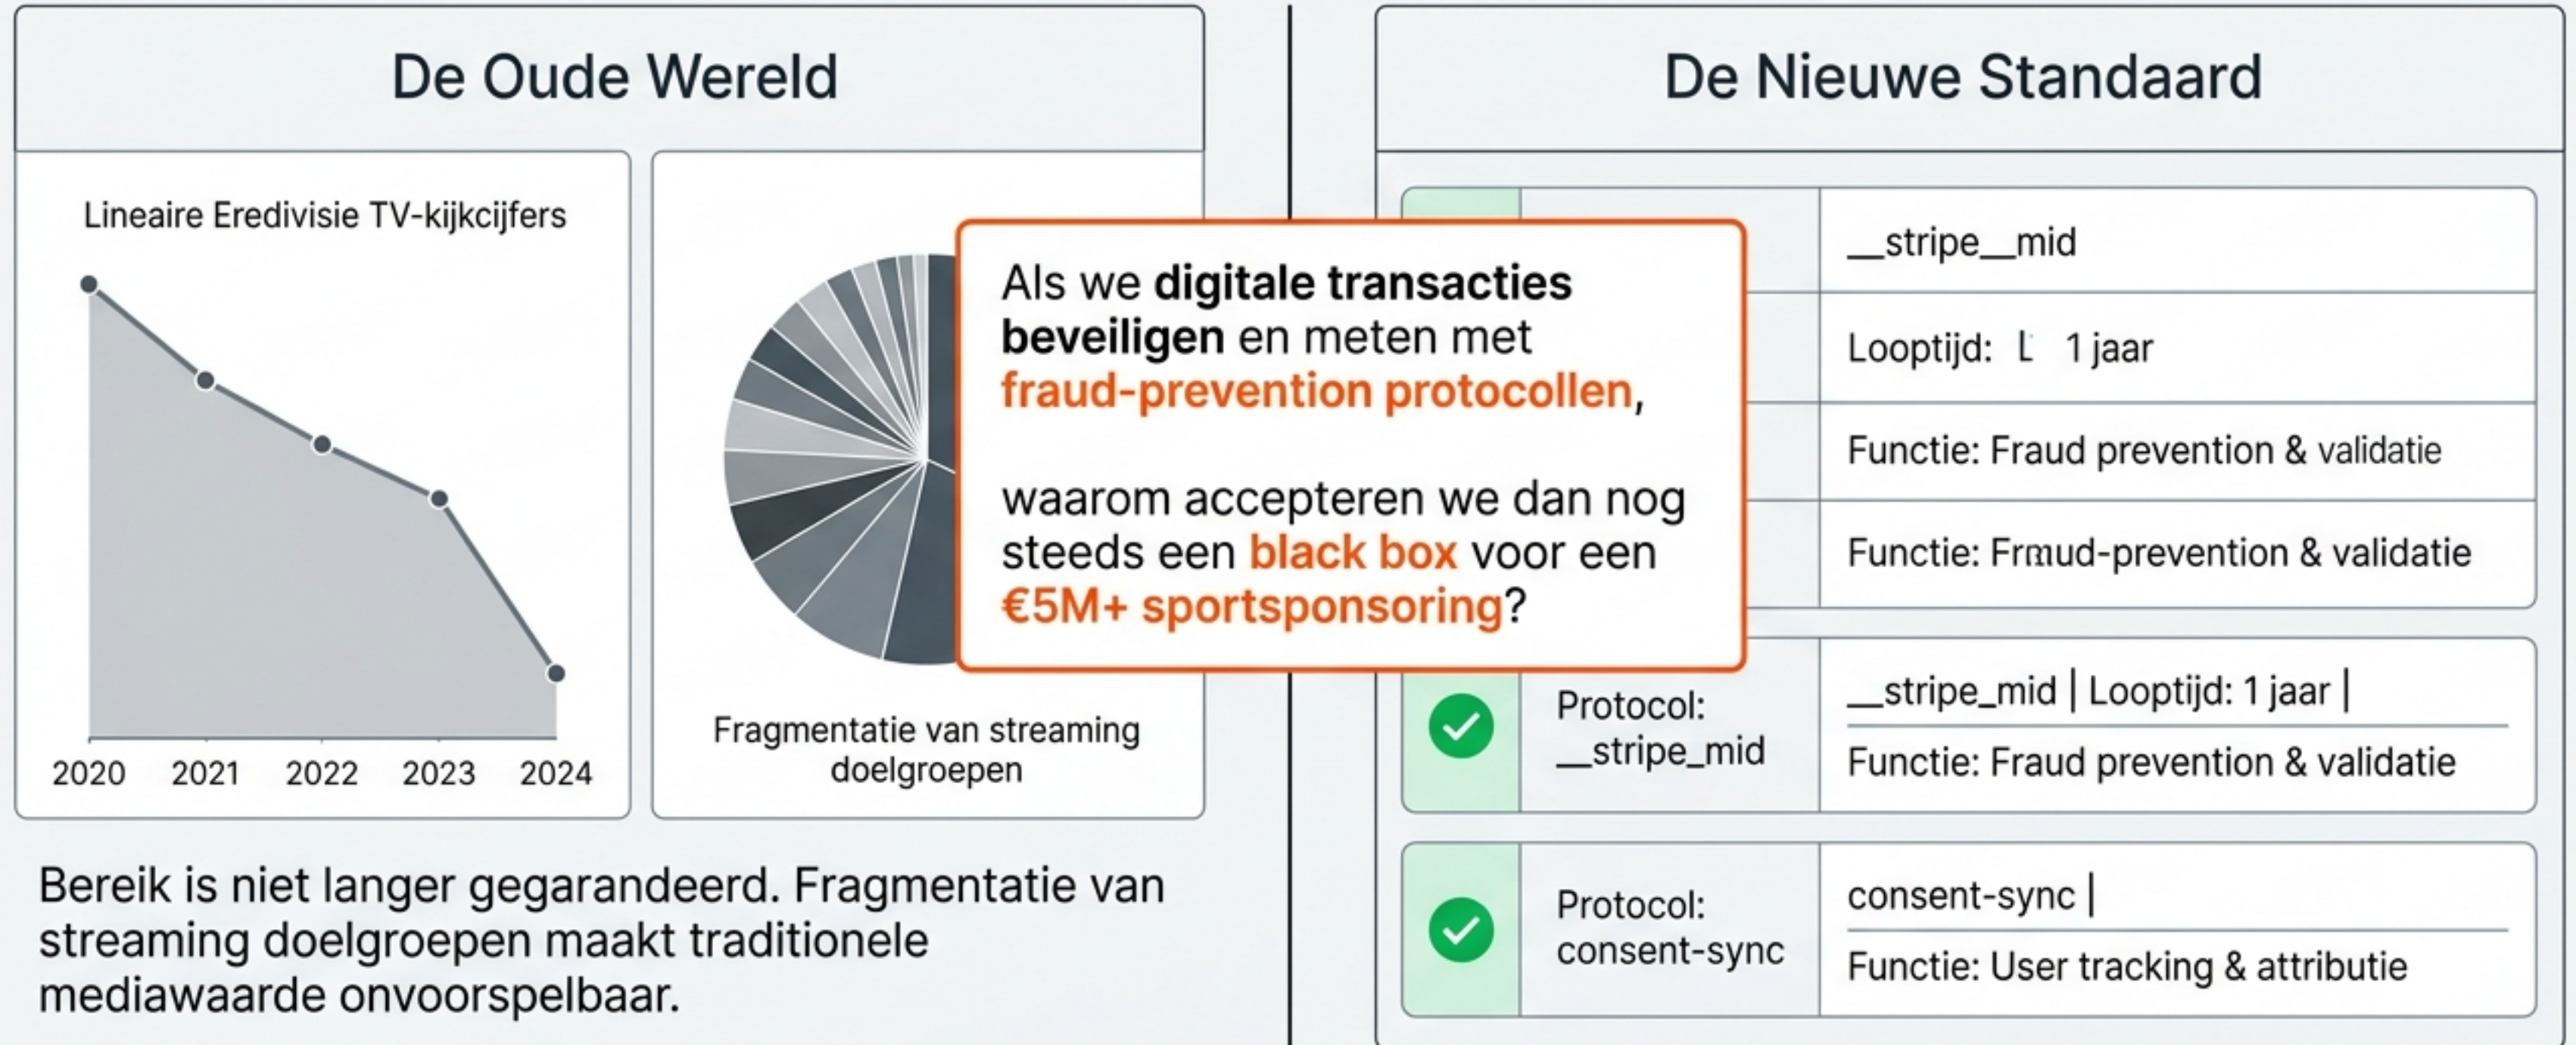 De Oude Wereld
Lineaire Eredivisie TV-kijkcijfers
2020 2021 2022 2023 2024
Fragmentatie van streaming
doelgroepen
Bereik is niet langer gegarandeerd. Fragmentatie van
streaming doelgroepen maakt traditionele
mediawaarde onvoorspelbaar.
Als we digitale transacties
beveiligen en meten met
fraud-prevention protocollen,
waarom accepteren we dan nog
steeds een black box voor een
€5M+ sportsponsoring?
De Nieuwe Standaard
__stripe__mid
Looptijd: 1 jaar
Functie: Fraud prevention & validatie
Functie: Frmud-prevention & validatie
Protocol:
__stripe_mid
__stripe_mid | Looptijd: 1 jaar |
Functie: Fraud prevention & validatie
Protocol:
consent-sync
consent-sync |
Functie: User tracking & attributie